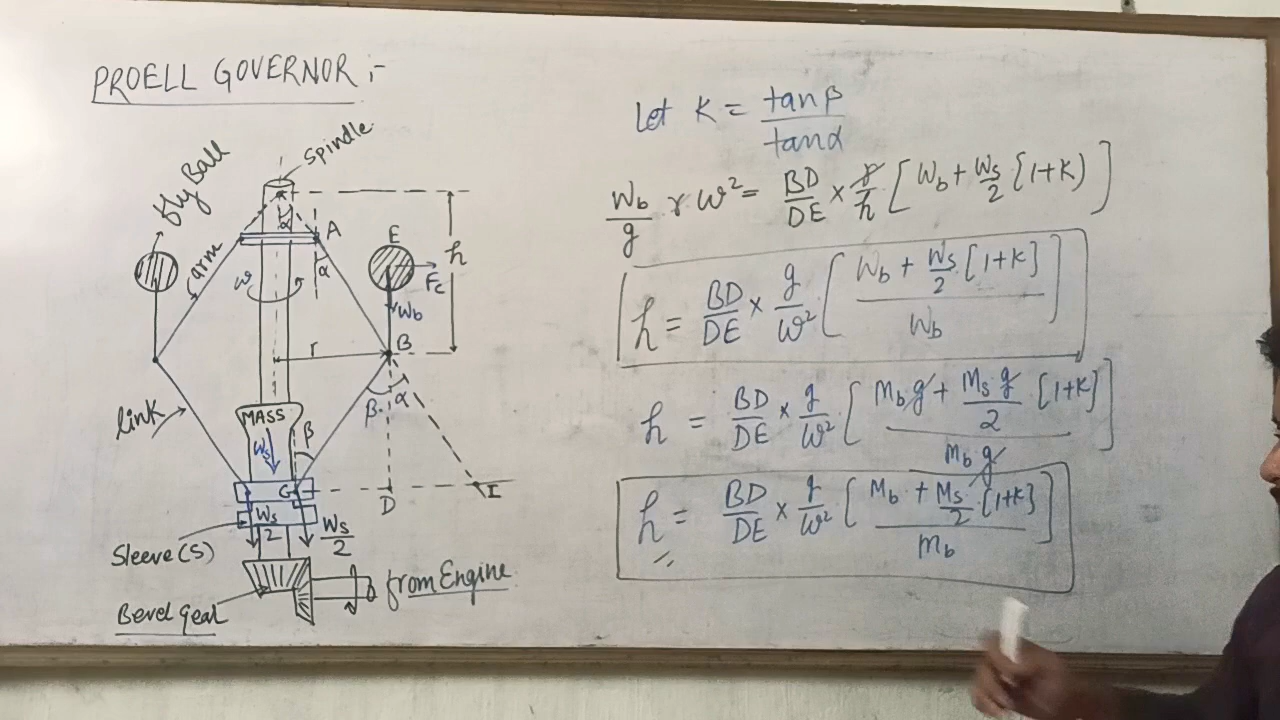 PROELL GOVERNOR :-
spindle
fly Ball
arm
α
A
α
ω
E
Fc
h
Wb
r
B
β
α
link
MASS
Ws
β
G
D
I
Ws/2
Ws/2
Sleeve(S)
Bevel gear
from Engine
Let K = tanβ/tanα
Wb/g r ω² = BD/DE × r/h [Wb + Ws/2 (1+K)]
h = BD/DE × g/ω² [(Wb + Ws/2 [1+K])/Wb]
h = BD/DE × g/ω² [(Mb g + Ms g/2 [1+K])/Mb g]
h = BD/DE × g/ω² [(Mb + Ms/2 [1+K])/Mb]